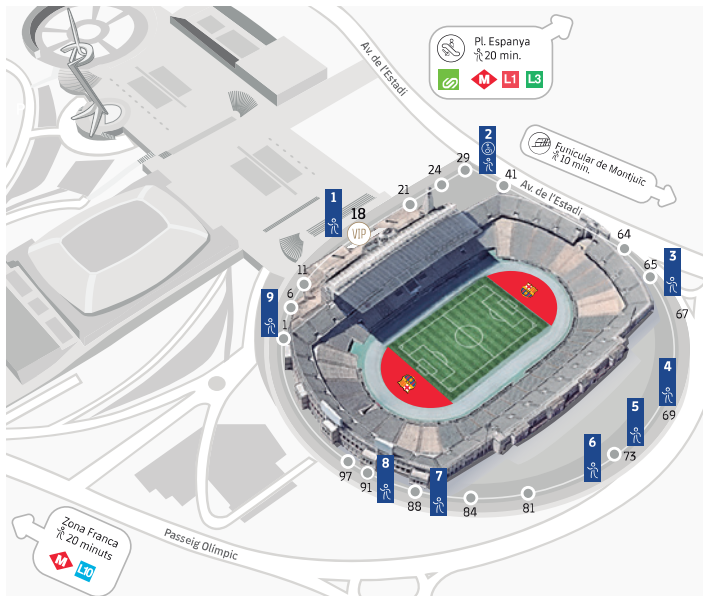 Pl. Espanya
20 min.
M L1 L3
Av. de l'Estadi
Funicular de Montjuïc
10 min.
Av. de l'Estadi
2
29
24
41
21
1
18
VIP
64
3
65
11
6
9
1
67
4
69
5
6
73
97
91
8
7
88
84
81
Zona Franca
20 minuts
M L10
Passeig Olímpic